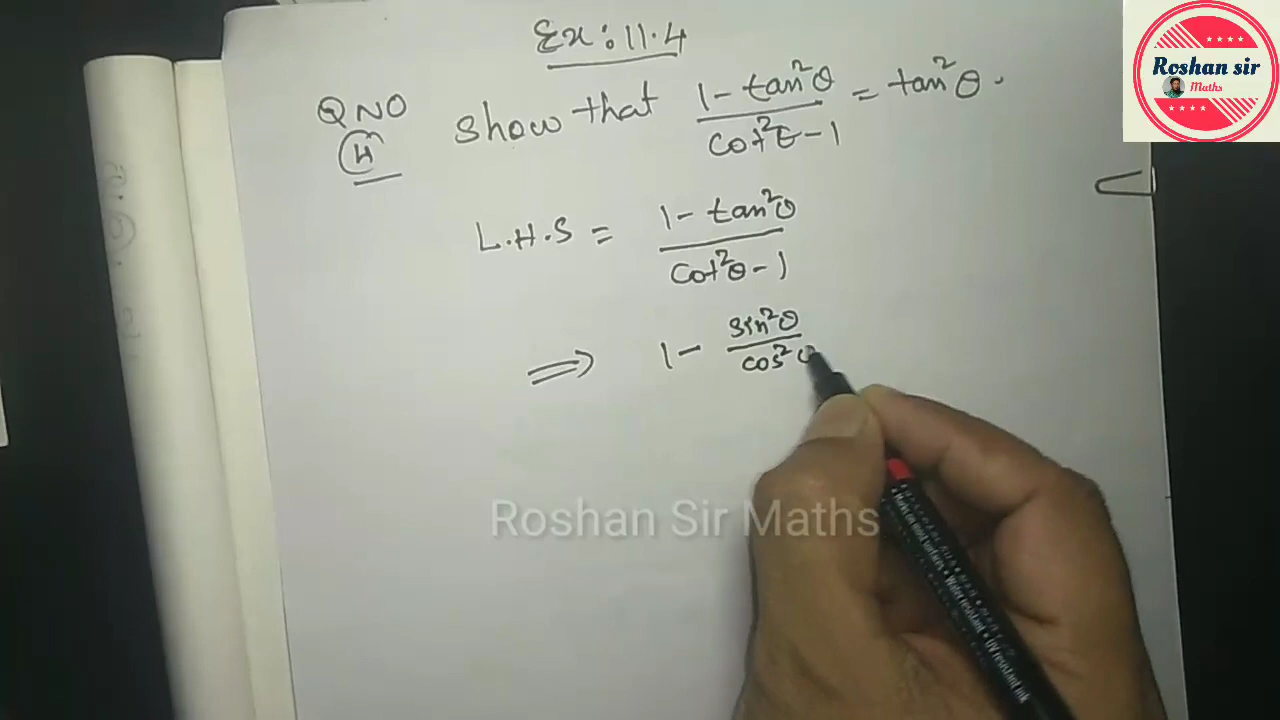 Ex: 11.4
Roshan sir
Maths
Q NO
4
Show that (1 - tan²θ)/(cot²θ - 1) = tan²θ.
L.H.S = (1 - tan²θ)/(cot²θ - 1)
⇒ 1 - sin²θ/cos²θ
Roshan Sir Maths